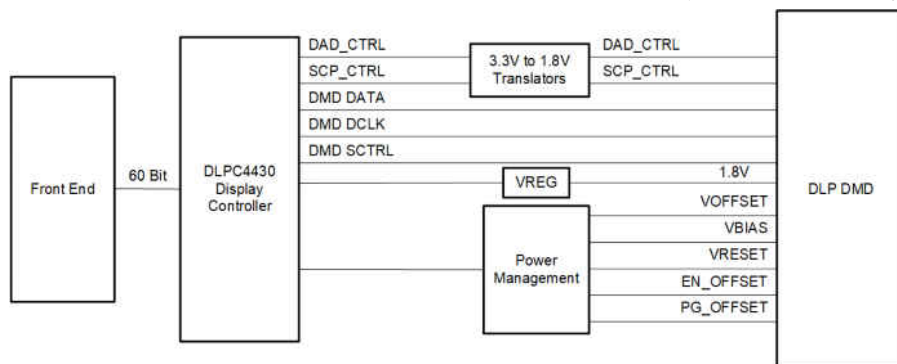 DAD_CTRL
DAD_CTRL
3.3V to 1.8V
Translators
SCP_CTRL
SCP_CTRL
DMD DATA
DMD DCLK
DMD SCTRL
60 Bit
Front End
DLPC4430
Display
Controller
VREG
1.8V
DLP DMD
VOFFSET
VBIAS
Power
Management
VRESET
EN_OFFSET
PG_OFFSET